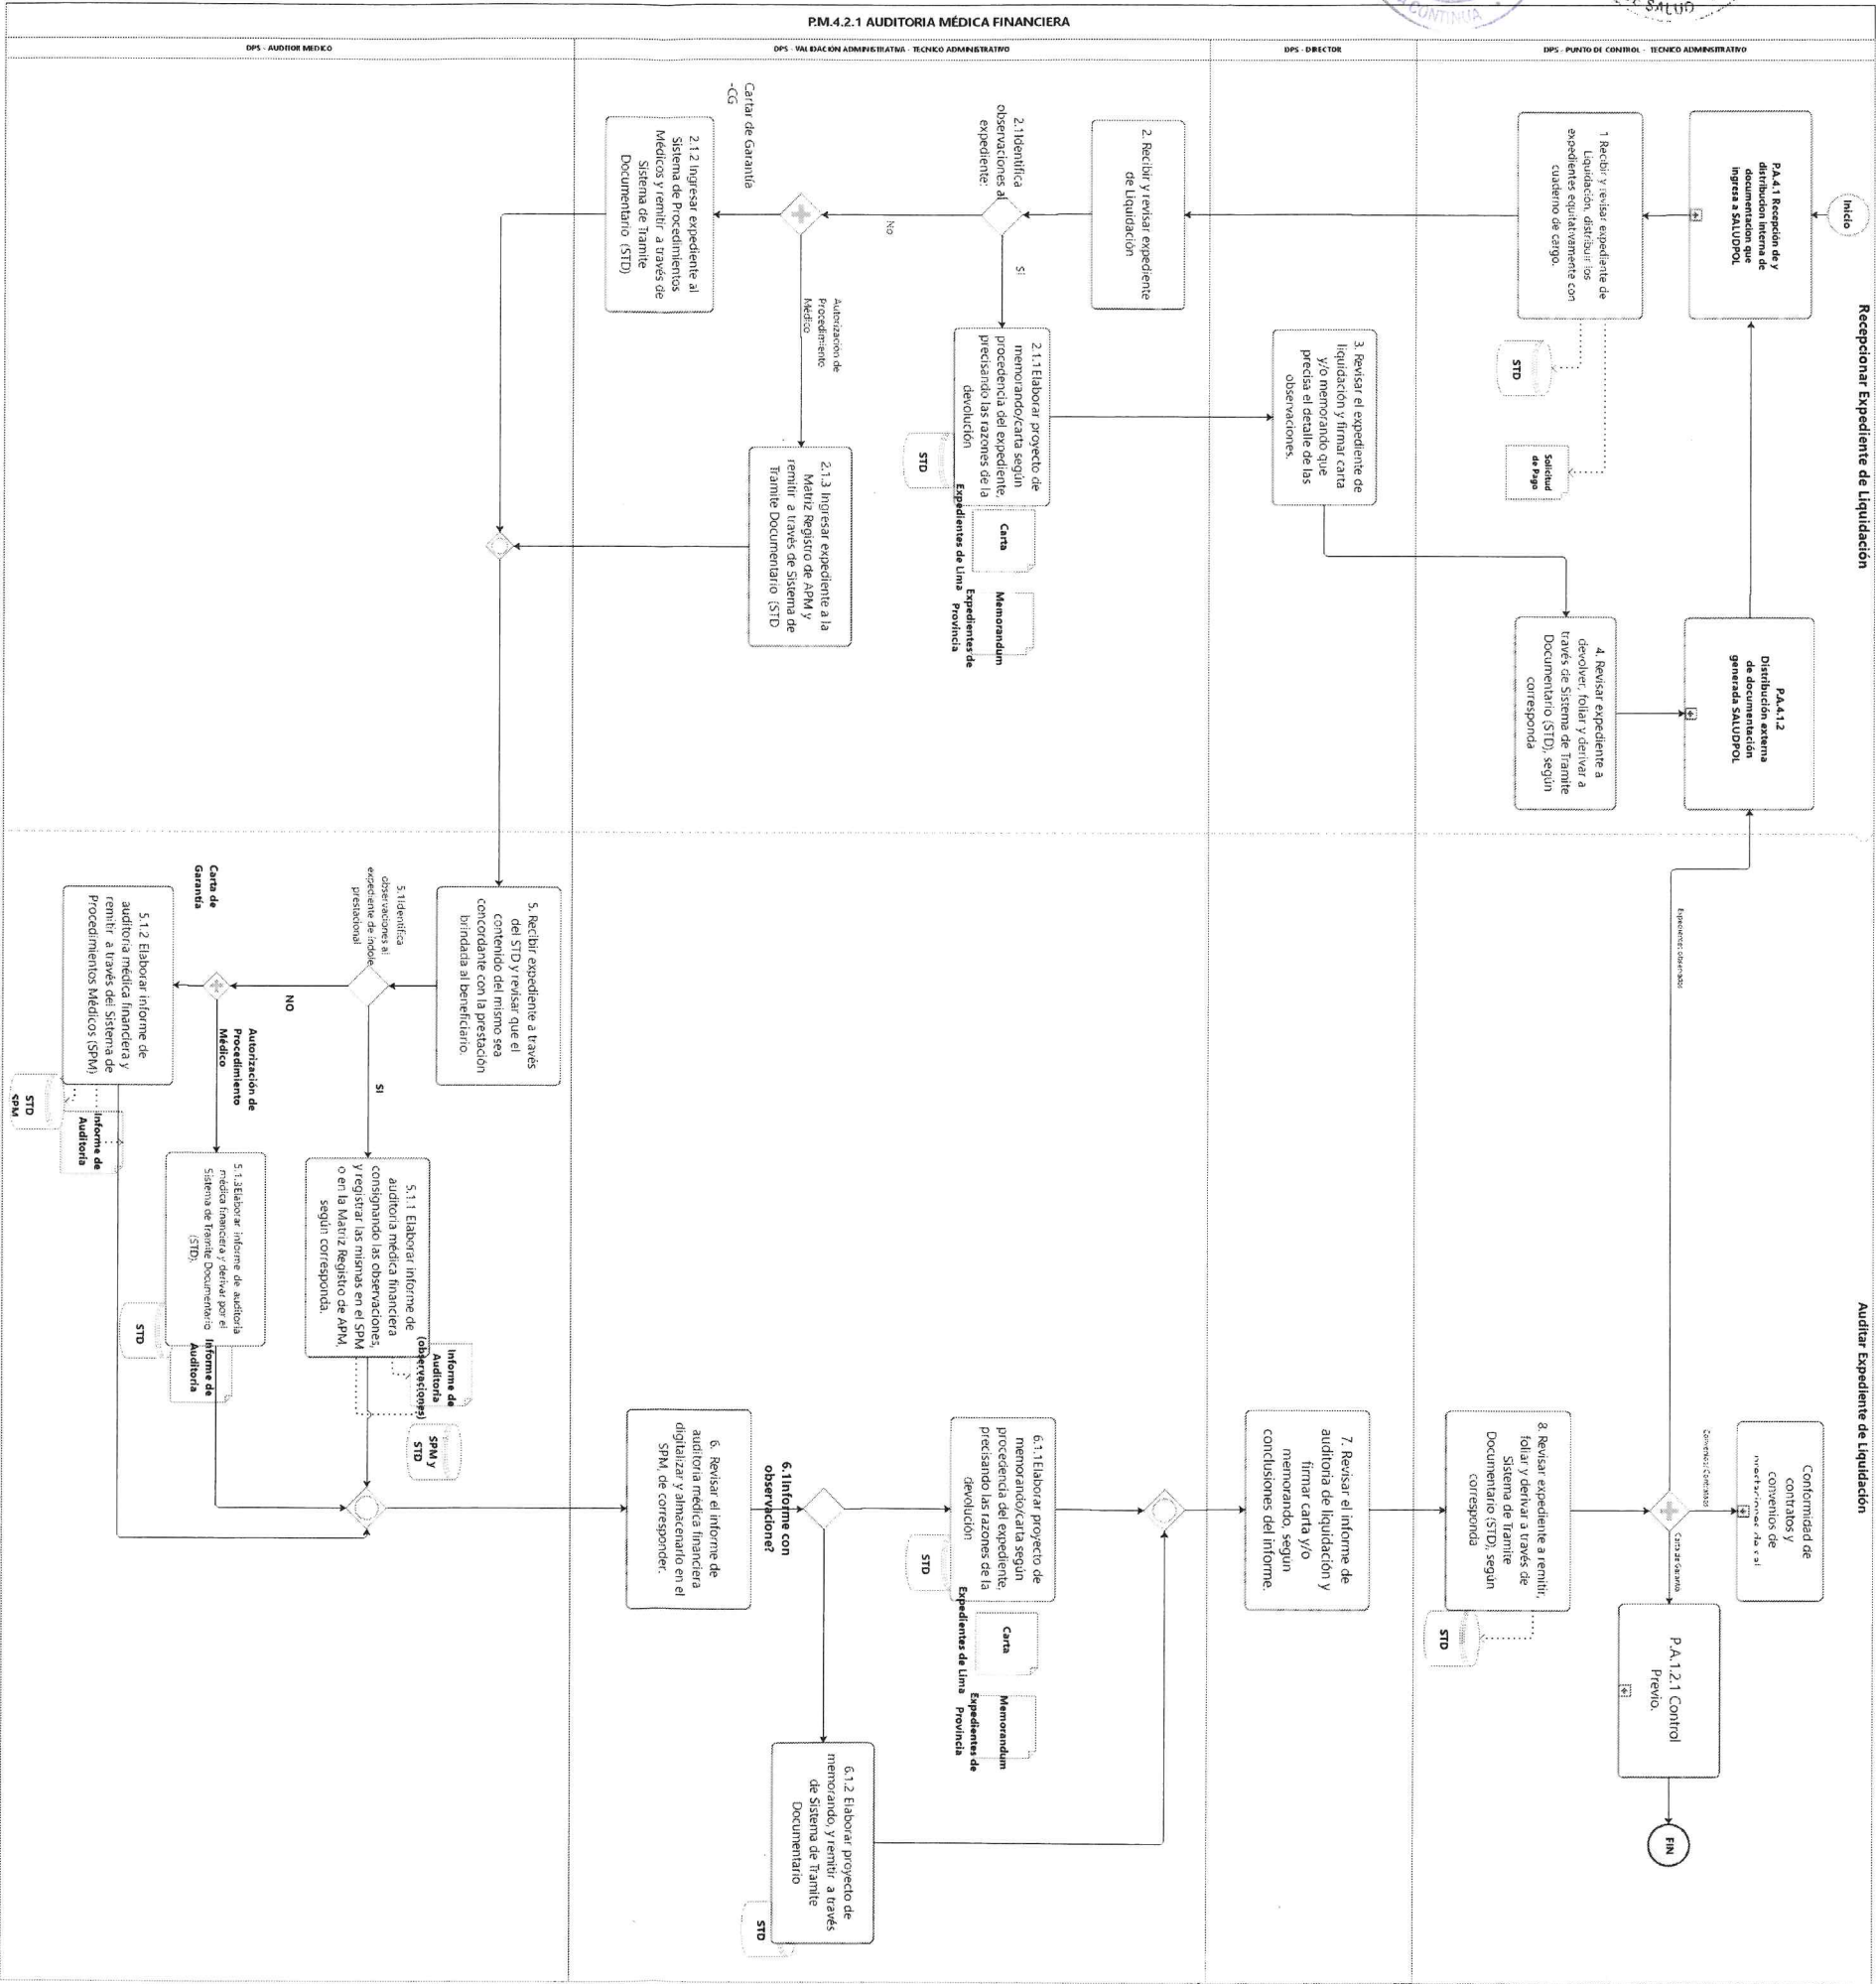 A CONTINUA
SALUD
P.M.4.2.1 AUDITORIA MÉDICA FINANCIERA
DPS - AUDITOR MEDICO
DPS - VALIDACIÓN ADMINISTRATIVA - TECNICO ADMINISTRATIVO
DPS - DIRECTOR
DPS - PUNTO DE CONTROL - TECNICO ADMINSITRATIVO
Recepcionar Expediente de Liquidación
Inicio
P.A.4.1 Recepción de y
distribucion interna de
documentacion que
ingresa a SALUDPOL
1 Recibir y revisar expediente de
Liquidación, distribuir los
expedientes equitativamente con
cuaderno de cargo.
STD
Solicitud
de Pago
2. Recibir y revisar expediente
de Liquidación
2.1Identifica
observaciones al
expediente:
SI
No
2.1.1Elaborar proyecto de
memorando/carta según
procedencia del expediente,
precisando las razones de la
devolución
STD
Carta
Expedientes de Lima
Memorandum
Expedientes de
Provincia
Cartar de Garantía
-CG
Autorización de
Procedimiento
Médico
2.1.2 Ingresar expediente al
Sistema de Procedimientos
Médicos y remitir a través de
Sistema de Tramite
Documentario (STD)
2.1.3 Ingresar expediente a la
Matriz Registro de APM y
remitir a través de Sistema de
Tramite Documentario (STD
3. Revisar el expediente de
liquidación y firmar carta
y/o memorando que
precisa el detalle de las
observaciones.
4. Revisar expediente a
devolver, foliar y derivar a
través de Sistema de Tramite
Documentario (STD), según
corresponda
P.A.4.1.2
Distribución externa
de documentación
generada SALUDPOL
Auditar Expediente de Liquidación
5. Recibir expediente a través
del STD y revisar que el
contenido del mismo sea
concordante con la prestación
brindada al beneficiario.
5.1Identifica
observaciones al
expediente de indole
prestacional
SI
NO
Carta de
Garantía
Autorización de
Procedimiento
Médico
5.1.1 Elaborar informe de
auditoría médica financiera
consignando las observaciones,
y registrar las mismas en el SPM
o en la Matriz Registro de APM,
según corresponda.
Informe de
Auditoria
(observaciones)
SPM y
STD
5.1.2 Elaborar informe de
auditoria médica financiera y
remitir a través del Sistema de
Procedimientos Médicos (SPM)
Informe de
Auditoria
STD
SPM
5.1.3Elaborar informe de auditoria
médica financiera y derivar por el
Sistema de Tramite Documentario
(STD).
Informe de
Auditoría
STD
6. Revisar el informe de
auditoria médica financiera
digitalizar y almacenarlo en el
SPM, de corresponder.
6.1Informe con
observacione?
6.1.1Elaborar proyecto de
memorando/carta según
procedencia del expediente,
precisando las razones de la
devolución
STD
Carta
Expedientes de Lima
Memorandum
Expedientes de
Provincia
6.1.2 Elaborar proyecto de
memorando, y remitir a través
de Sistema de Tramite
Documentario
STD
7. Revisar el informe de
auditoria de liquidación y
firmar carta y/o
memorando, según
conclusiones del informe.
8. Revisar expediente a remitir,
foliar y derivar a través de
Sistema de Tramite
Documentario (STD), según
corresponda
STD
Expedientes observados
Convenios/Contratos
Carta de Garantía
Conformidad de
contratos y
convenios de
prestaciones de sal
P.A.1.2.1 Control
Previo.
FIN